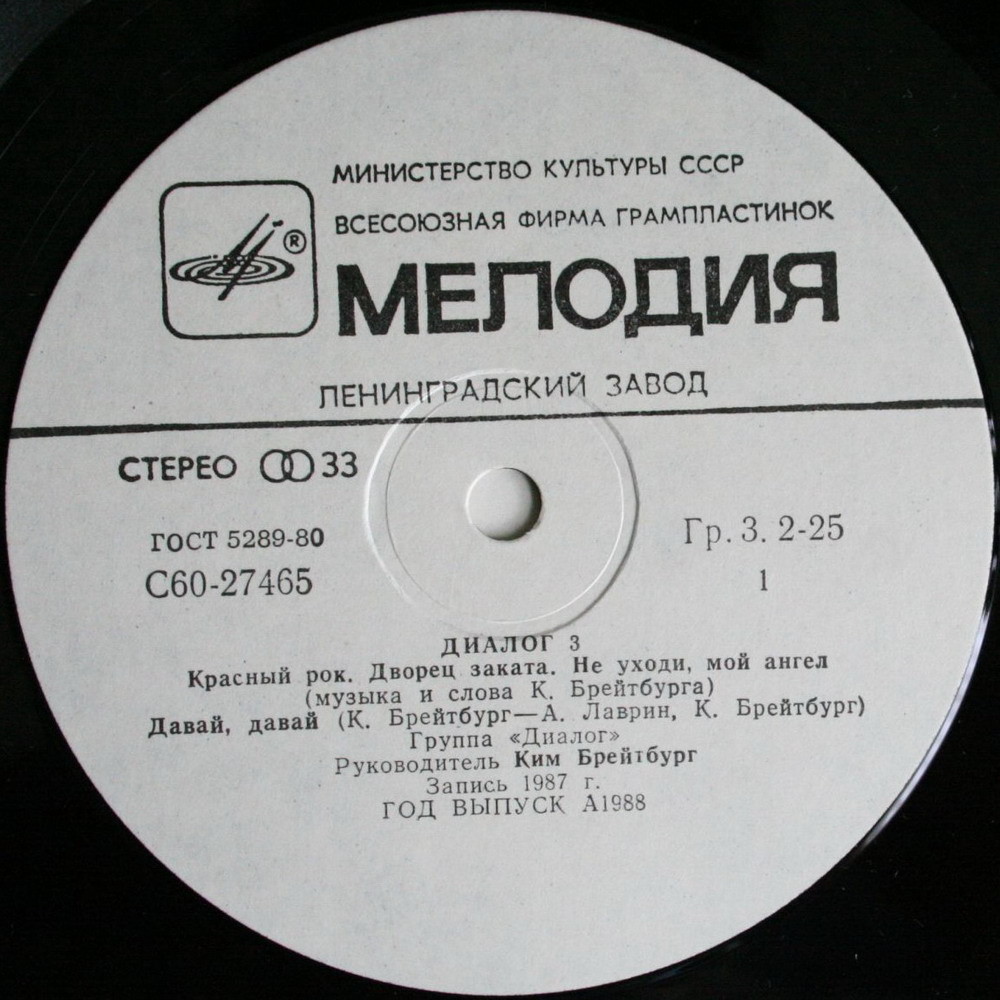 МИНИСТЕРСТВО КУЛЬТУРЫ СССР
ВСЕСОЮЗНАЯ ФИРМА ГРАМПЛАСТИНОК
®
МЕЛОДИЯ
ЛЕНИНГРАДСКИЙ ЗАВОД
СТЕРЕО 33
ГОСТ 5289-80
Гр. 3. 2-25
С60-27465
1
ДИАЛОГ 3
Красный рок. Дворец заката. Не уходи, мой ангел
(музыка и слова К. Брейтбурга)
Давай, давай (К. Брейтбург—А. Лаврин, К. Брейтбург)
Группа «Диалог»
Руководитель Ким Брейтбург
Запись 1987 г.
ГОД ВЫПУСК А1988